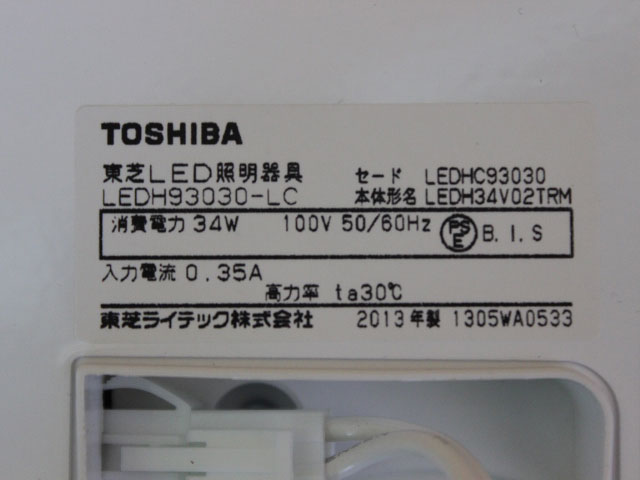 TOSHIBA
東芝LED照明器具 セード LEDHC93030
LEDH93030-LC 本体形名 LEDH34V02TRM
消費電力 34W 100V 50/60Hz PSE B.I.S
入力電流 0.35A
高力率 ta30℃
東芝ライテック株式会社 2013年製 1305WA0533